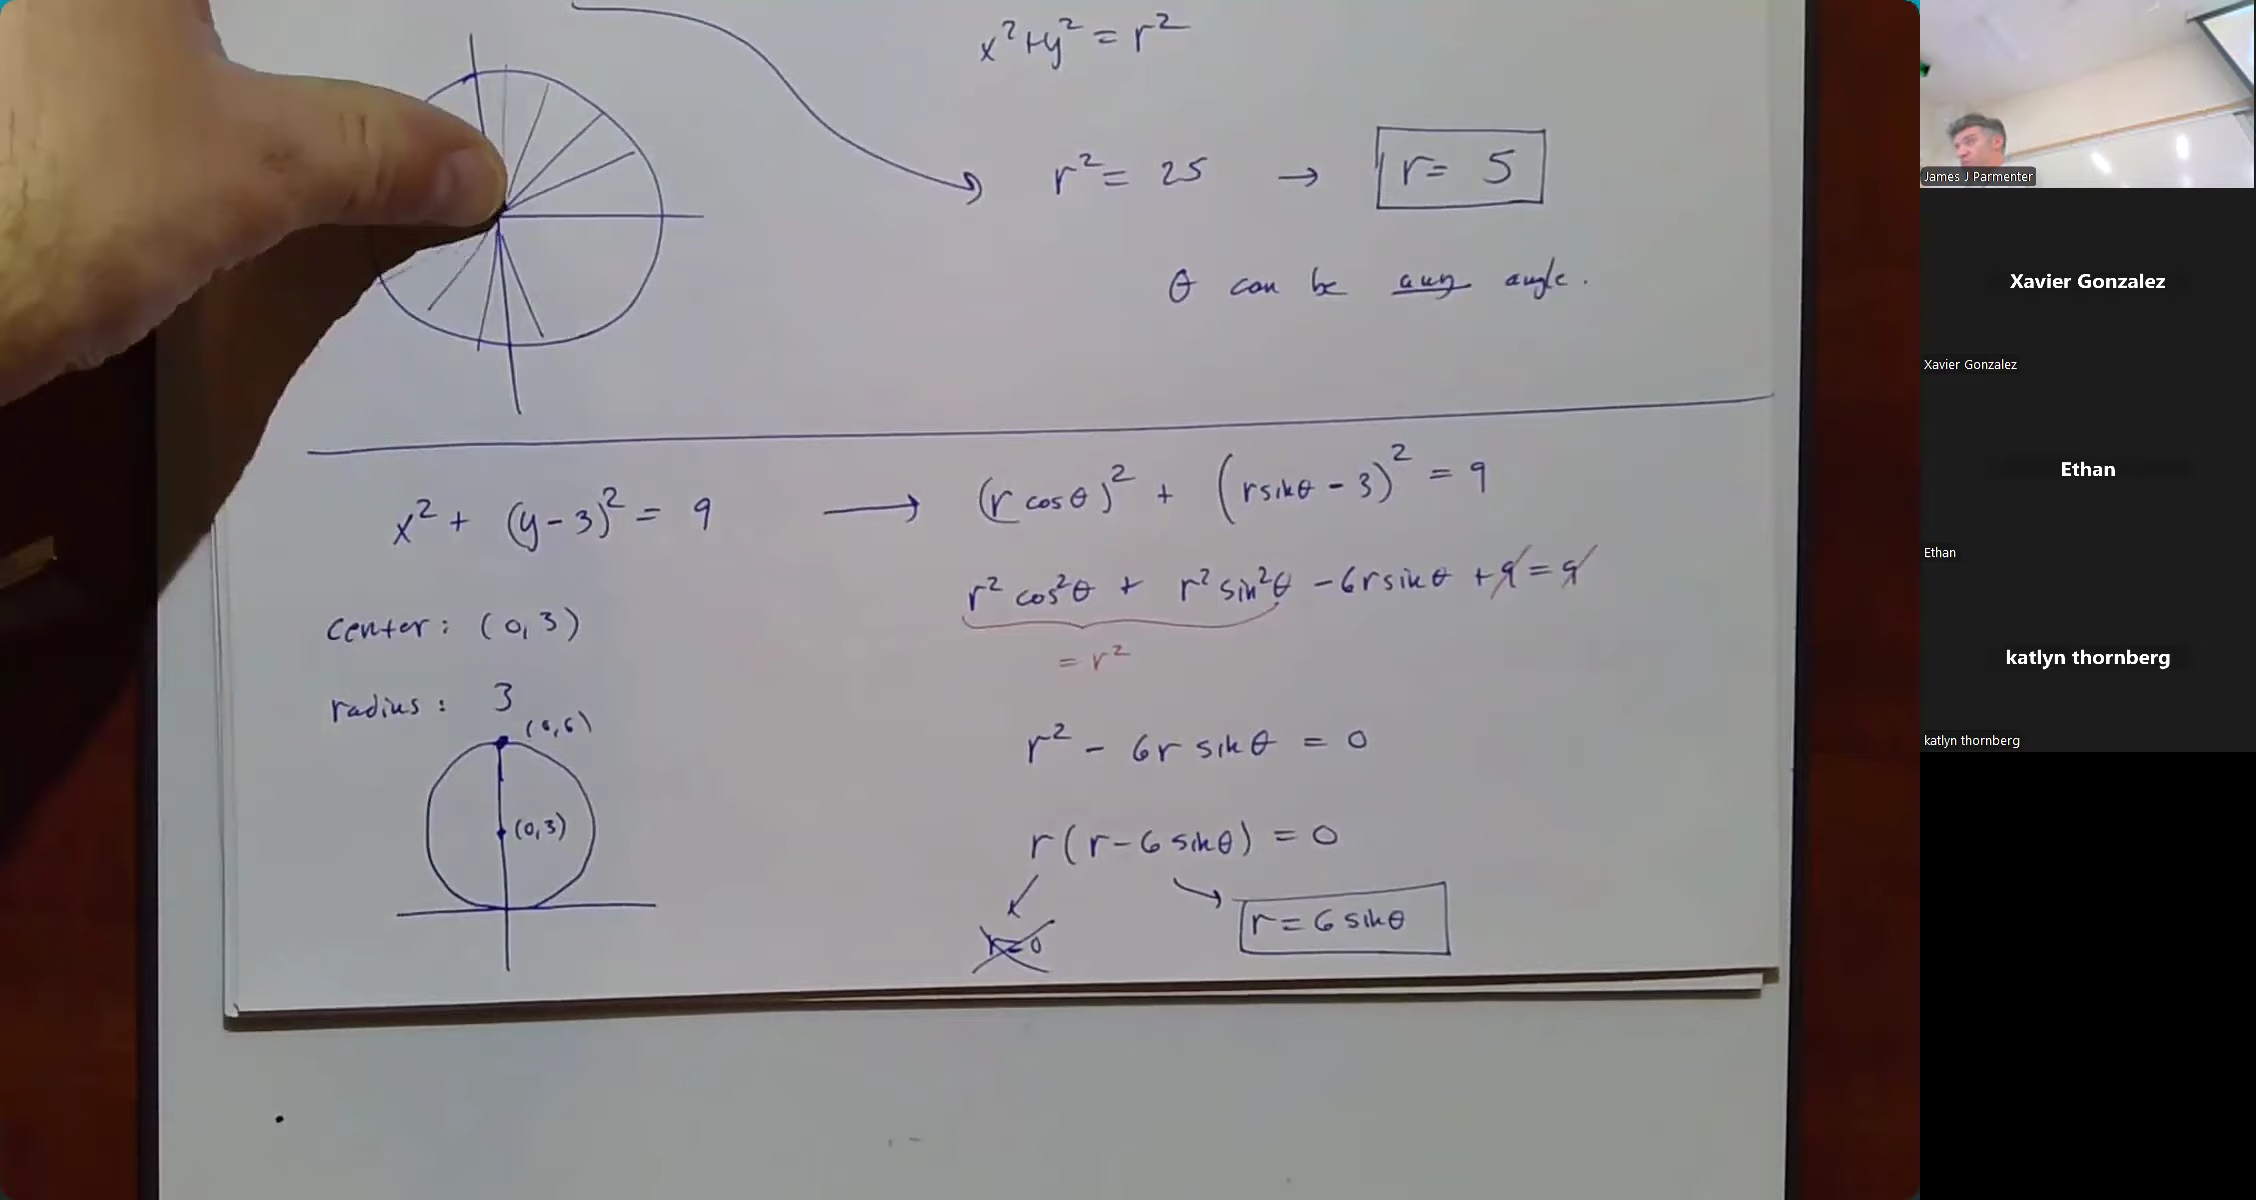 x²+y² = r²
r² = 25 → r = 5
θ can be any angle.
x² + (y-3)² = 9 → (r cosθ)² + (r sinθ - 3)² = 9
r² cos²θ + r² sin²θ - 6r sinθ + 9 = 9
= r²
center: (0,3)
radius: 3
(0,6)
(0,3)
r² - 6r sinθ = 0
r(r-6 sinθ) = 0
r=0
r = 6 sinθ
James J Parmenter
Xavier Gonzalez
Xavier Gonzalez
Ethan
Ethan
katlyn thornberg
katlyn thornberg